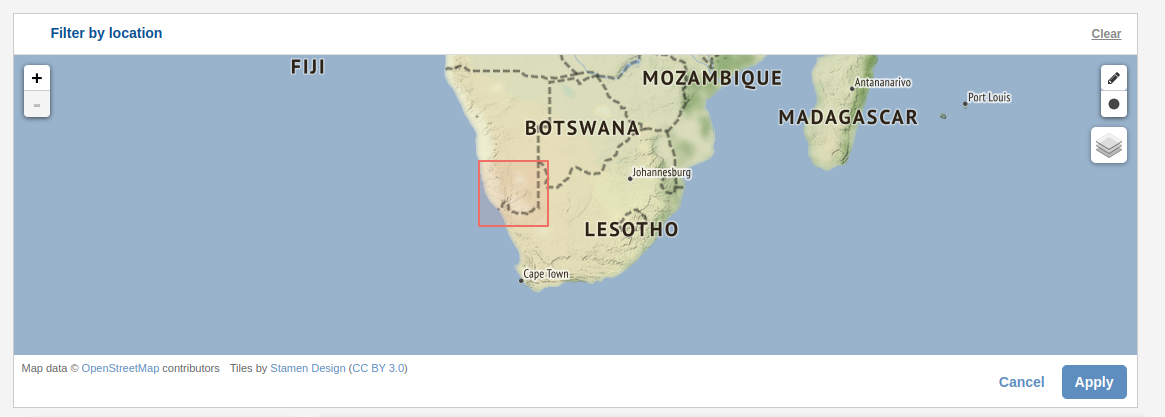 Filter by location
Clear
+
-
FIJI
MOZAMBIQUE
Antananarivo
Port Louis
MADAGASCAR
BOTSWANA
Johannesburg
LESOTHO
Cape Town
Map data © OpenStreetMap contributors Tiles by Stamen Design (CC BY 3.0)
Cancel
Apply